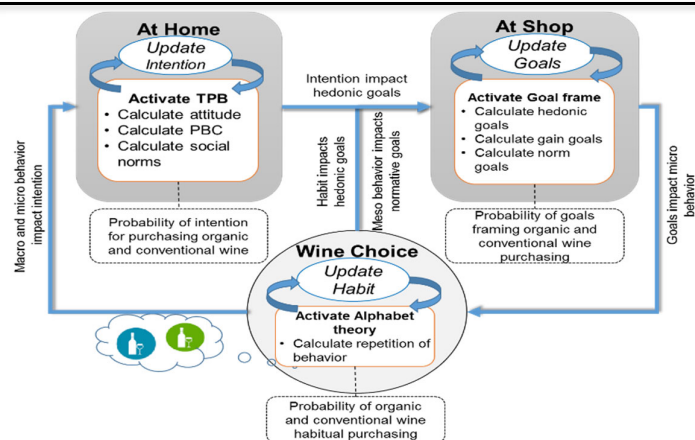 At Home
Update
Intention
Activate TPB
• Calculate attitude
• Calculate PBC
• Calculate social
norms
Probability of intention
for purchasing organic
and conventional wine
Intention impact
hedonic goals
At Shop
Update
Goals
Activate Goal frame
• Calculate hedonic
goals
• Calculate gain goals
• Calculate norm
goals
Probability of goals
framing organic and
conventional wine
purchasing
Macro and micro behavior
impact intention
Habit impacts
hedonic goals
Meso behavior impacts
normative goals
Goals impact micro
behavior
Wine Choice
Update
Habit
Activate Alphabet
theory
• Calculate repetition of
behavior
Probability of organic
and conventional wine
habitual purchasing